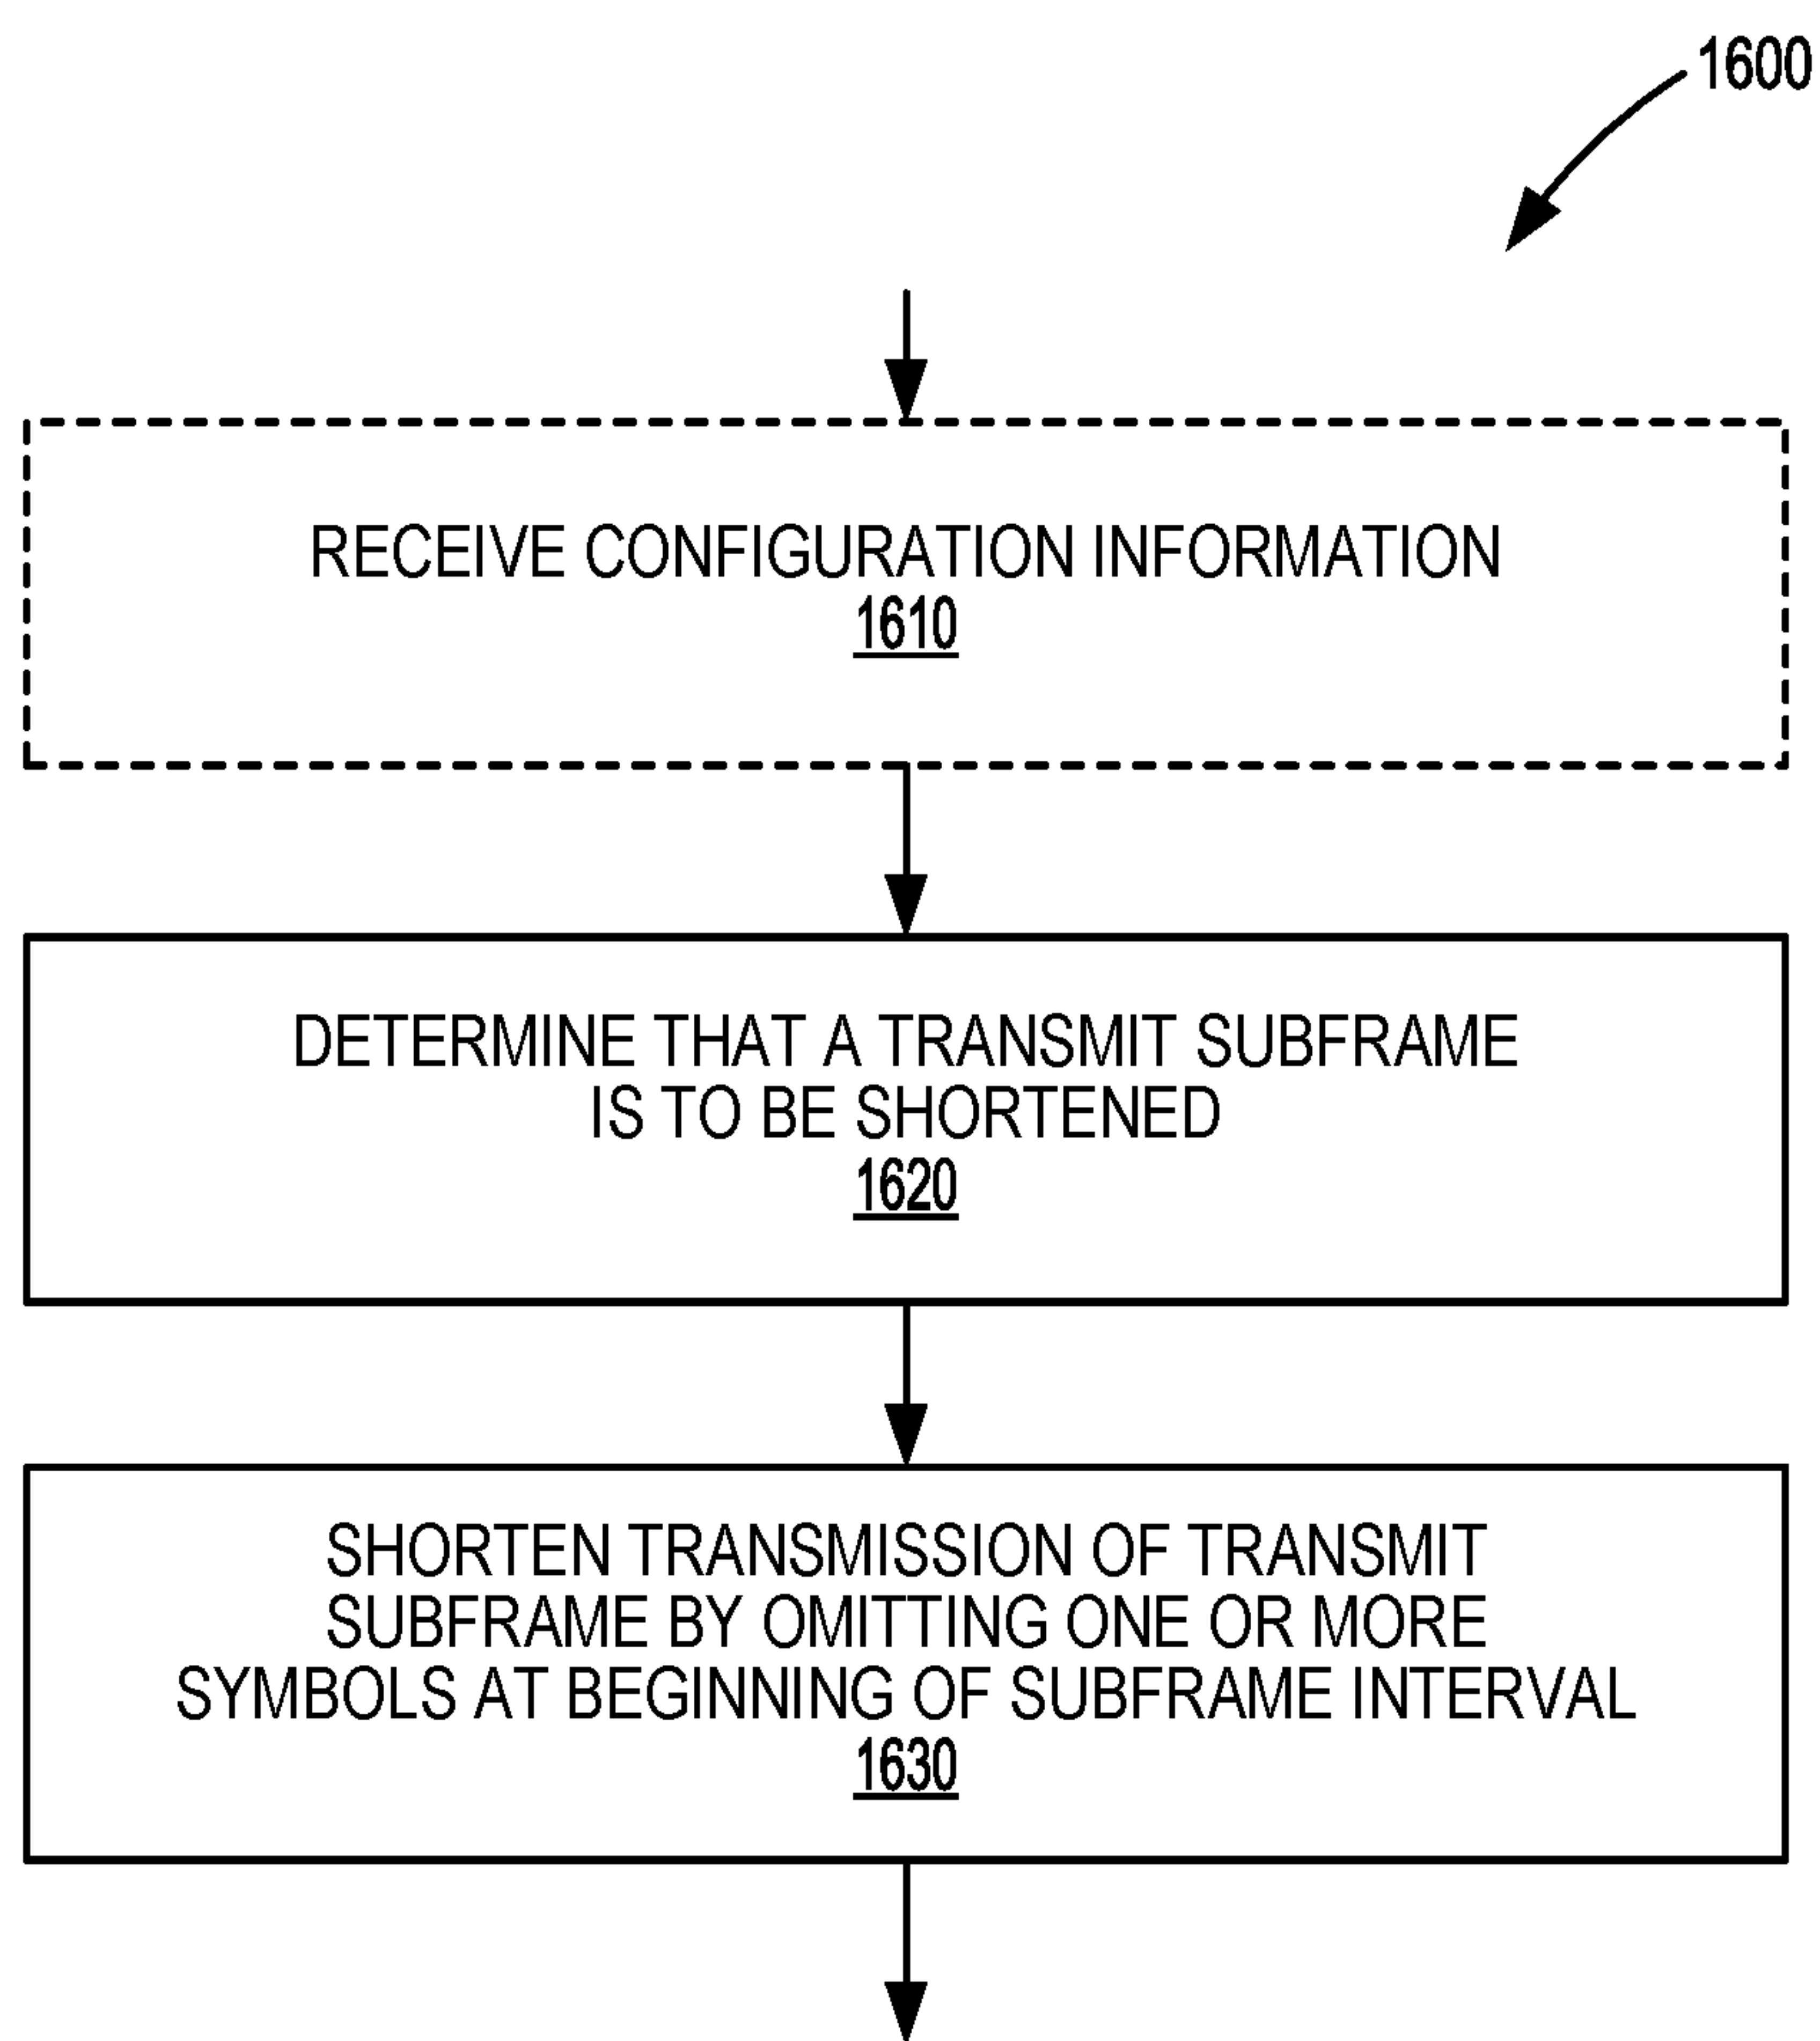 1600
RECEIVE CONFIGURATION INFORMATION
1610
DETERMINE THAT A TRANSMIT SUBFRAME
IS TO BE SHORTENED
1620
SHORTEN TRANSMISSION OF TRANSMIT
SUBFRAME BY OMITTING ONE OR MORE
SYMBOLS AT BEGINNING OF SUBFRAME INTERVAL
1630